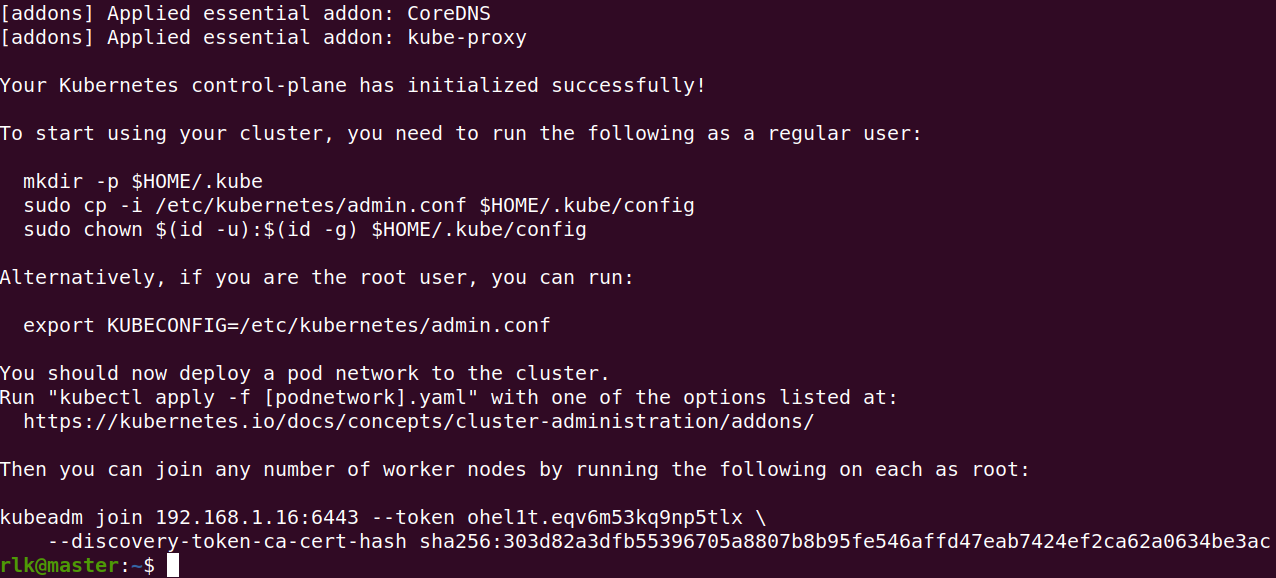 [addons] Applied essential addon: CoreDNS
[addons] Applied essential addon: kube-proxy
Your Kubernetes control-plane has initialized successfully!
To start using your cluster, you need to run the following as a regular user:
mkdir -p $HOME/.kube
sudo cp -i /etc/kubernetes/admin.conf $HOME/.kube/config
sudo chown $(id -u):$(id -g) $HOME/.kube/config
Alternatively, if you are the root user, you can run:
export KUBECONFIG=/etc/kubernetes/admin.conf
You should now deploy a pod network to the cluster.
Run "kubectl apply -f [podnetwork].yaml" with one of the options listed at:
https://kubernetes.io/docs/concepts/cluster-administration/addons/
Then you can join any number of worker nodes by running the following on each as root:
kubeadm join 192.168.1.16:6443 --token ohel1t.eqv6m53kq9np5tlx \
--discovery-token-ca-cert-hash sha256:303d82a3dfb55396705a8807b8b95fe546affd47eab7424ef2ca62a0634be3ac
rlk@master:~$